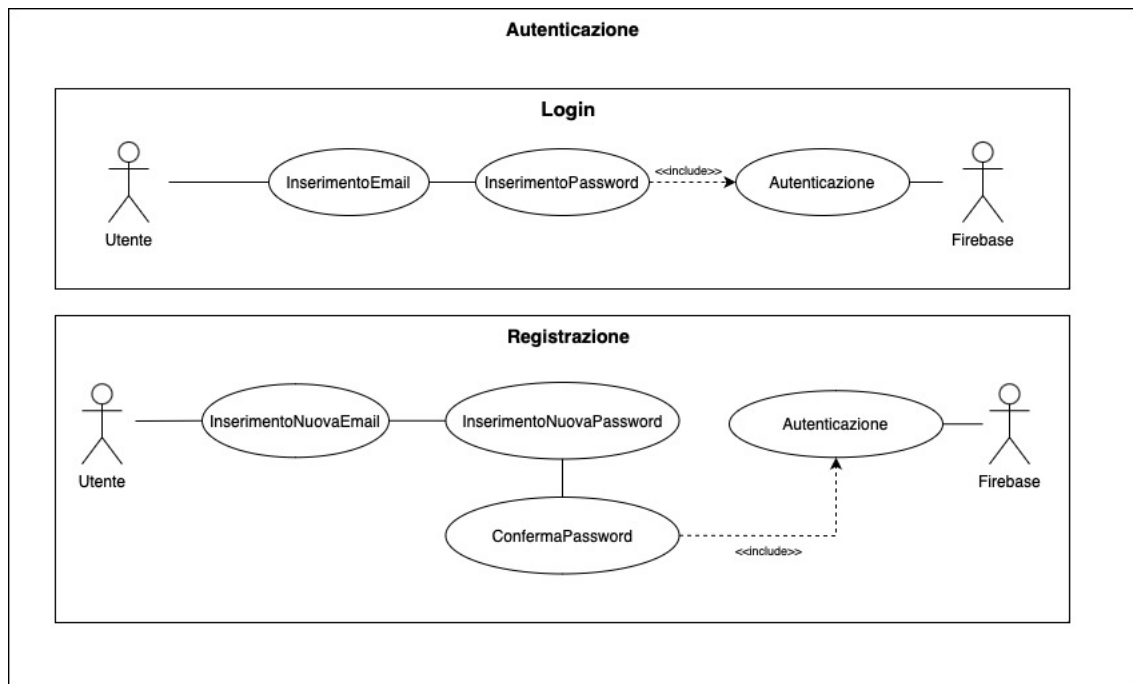 Autenticazione
Login
InserimentoEmail
InserimentoPassword
<<include>>
Autenticazione
Utente
Firebase
Registrazione
InserimentoNuovaEmail
InserimentoNuovaPassword
Autenticazione
Utente
Firebase
ConfermaPassword
<<include>>